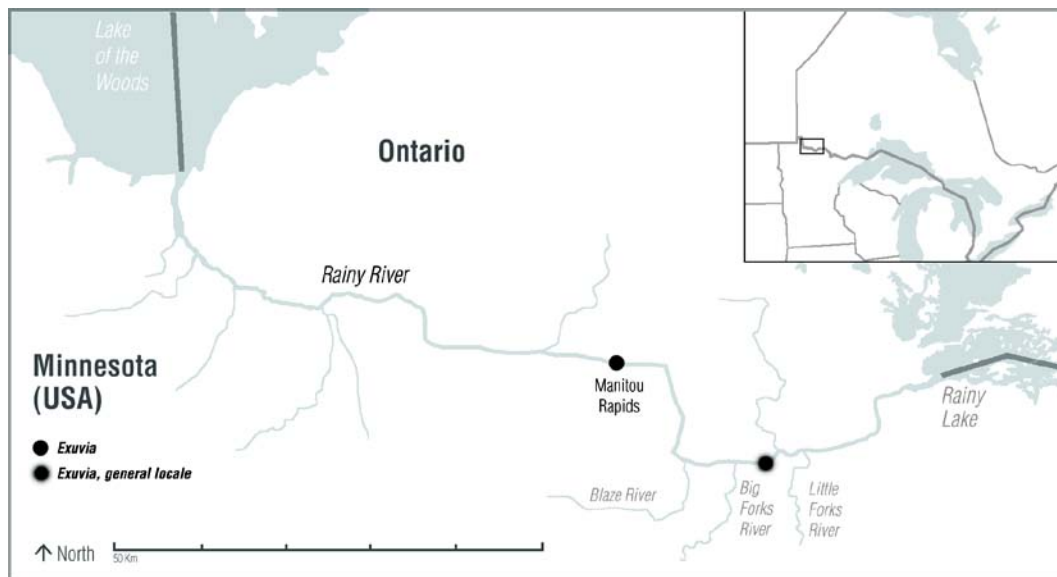 Lake
of the
Woods
Ontario
Rainy River
Minnesota
(USA)
Manitou
Rapids
Rainy
Lake
Exuvia
Exuvia, general locale
Blaze River
Big
Forks
River
Little
Forks
River
North
50 Km